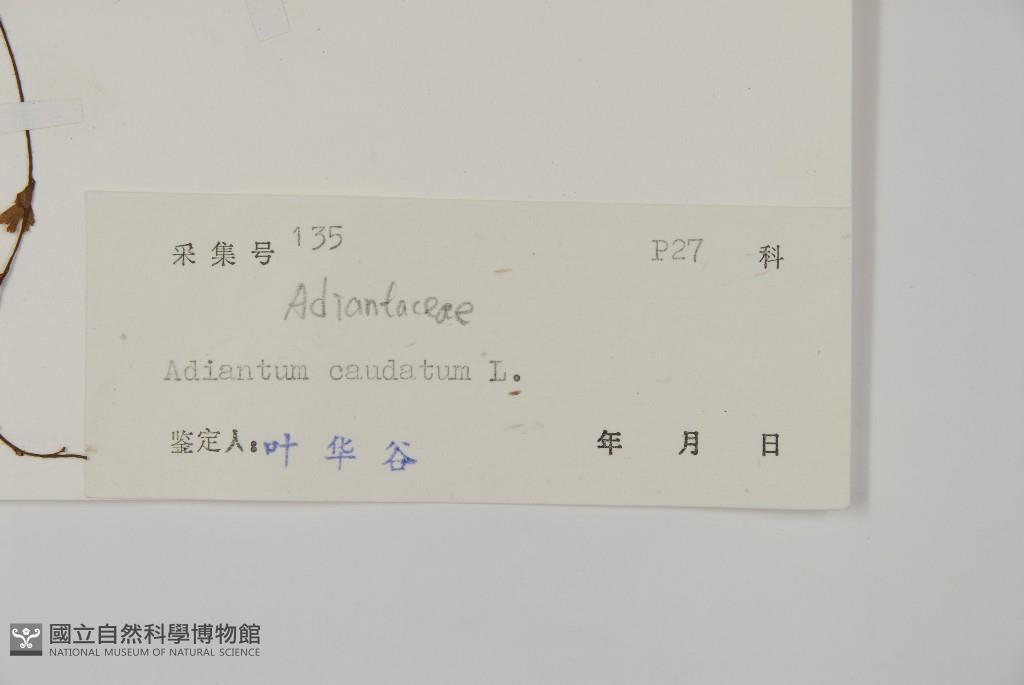 采集号 135 P27 科
Adiantaceae
Adiantum caudatum L.
鉴定人:叶华谷 年 月 日
國立自然科學博物館
NATIONAL MUSEUM OF NATURAL SCIENCE